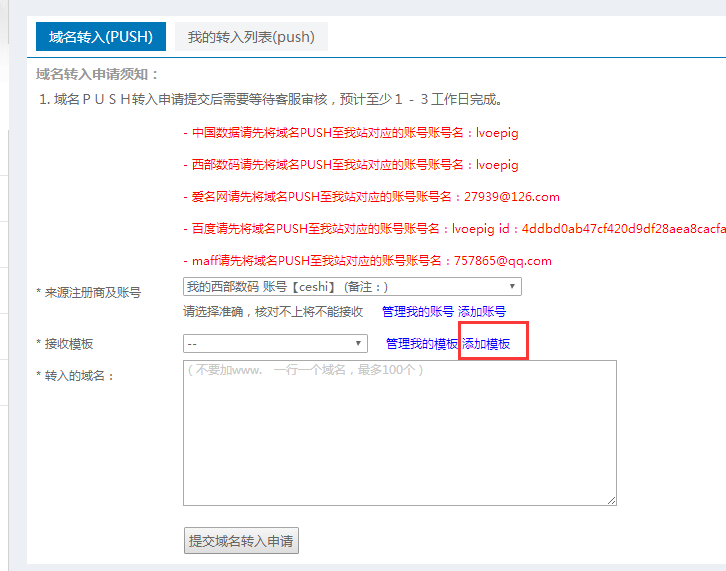 域名转入(PUSH) 我的转入列表(push)
域名转入申请须知：
1. 域名ＰＵＳＨ转入申请提交后需要等待客服审核，预计至少１－３工作日完成。
- 中国数据请先将域名PUSH至我站对应的账号账号名：lvoepig
- 西部数码请先将域名PUSH至我站对应的账号账号名：lvoepig
- 爱名网请先将域名PUSH至我站对应的账号账号名：27939@126.com
- 百度请先将域名PUSH至我站对应的账号账号名：lvoepig id：4ddbd0ab47cf420d9df28aea8cacfa
- maff请先将域名PUSH至我站对应的账号账号名：757865@qq.com
* 来源注册商及账号 我的西部数码 账号【ceshi】 (备注：)
请选择准确，核对不上将不能接收 管理我的账号 添加账号
* 接收模板 -- 管理我的模板 添加模板
* 转入的域名：
（不要加www. 一行一个域名，最多100个）
提交域名转入申请